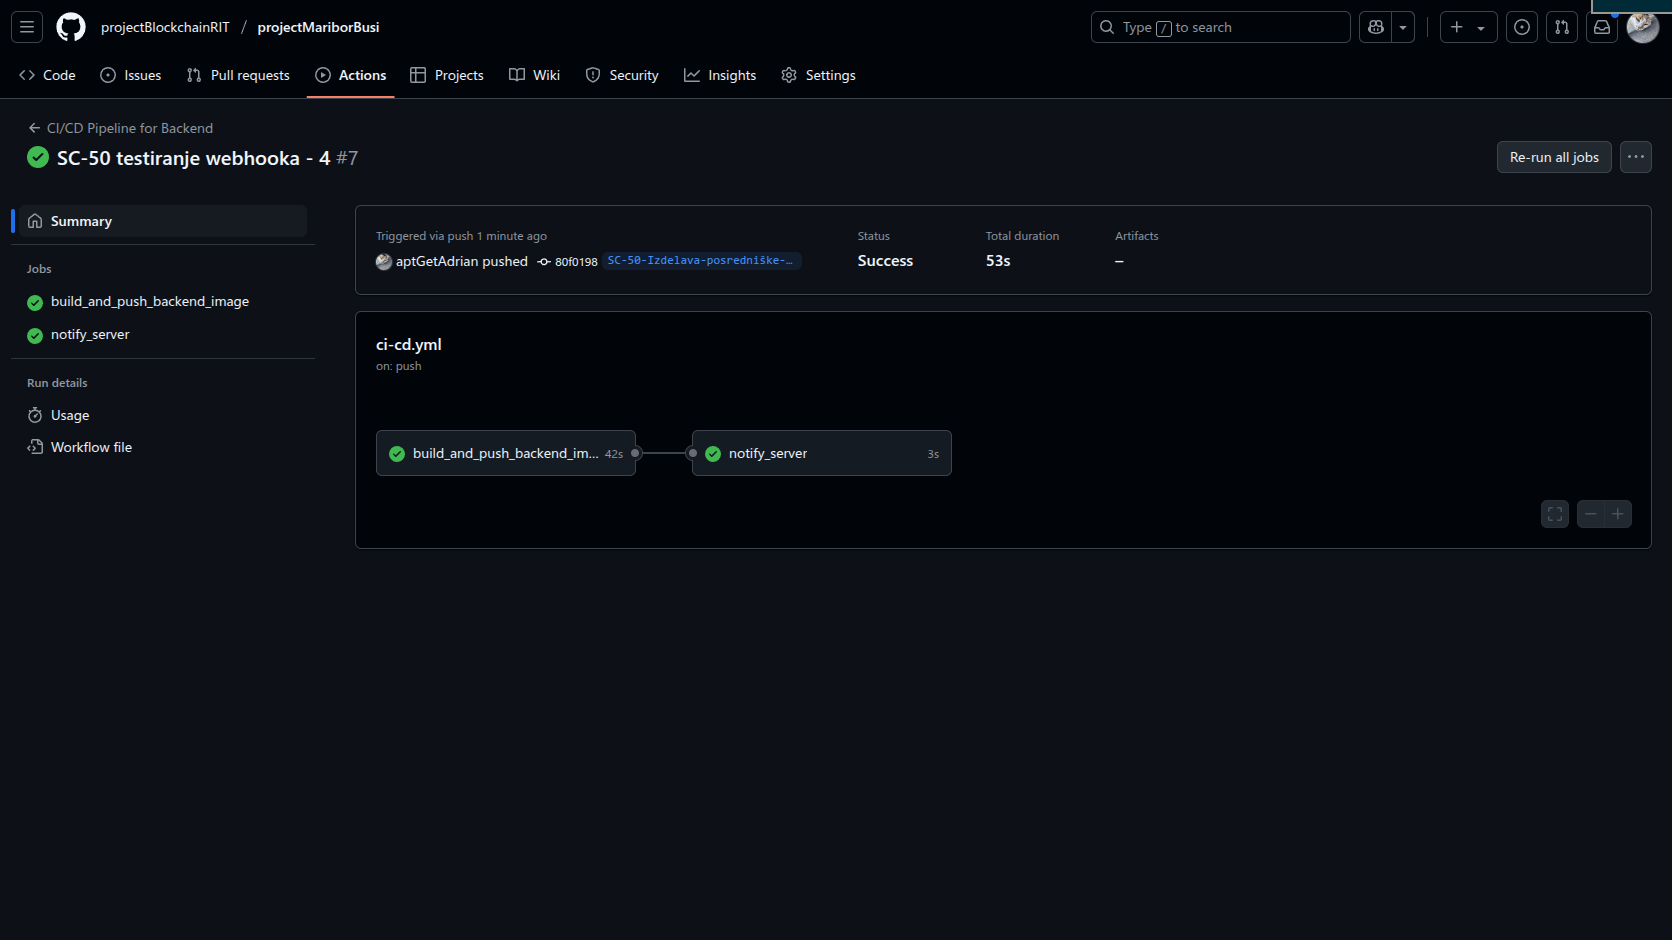 projectBlockchainRIT / projectMariborBusi
Type / to search
Code Issues Pull requests Actions Projects Wiki Security Insights Settings
CI/CD Pipeline for Backend
SC-50 testiranje webhooka - 4 #7
Re-run all jobs
Summary
Jobs
build_and_push_backend_image
notify_server
Run details
Usage
Workflow file
Triggered via push 1 minute ago
aptGetAdrian pushed 80f0198 SC-50-Izdelava-posredniške-…
Status
Success
Total duration
53s
Artifacts
–
ci-cd.yml
on: push
build_and_push_backend_im... 42s
notify_server 3s